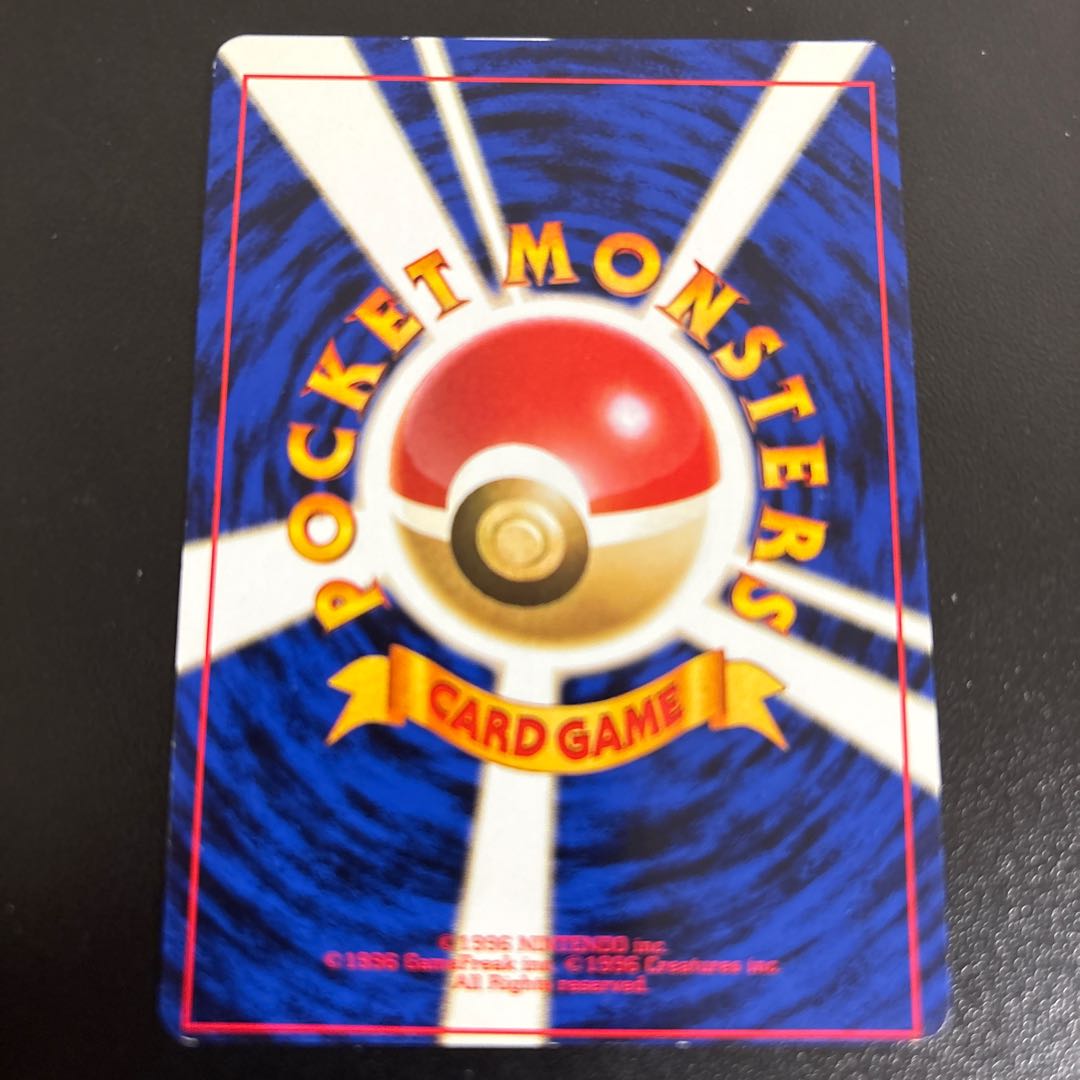 POCKET MONSTERS
CARD GAME
©1996 NINTENDO inc.
©1996 GameFreak inc. ©1996 Creatures inc.
All Rights reserved.